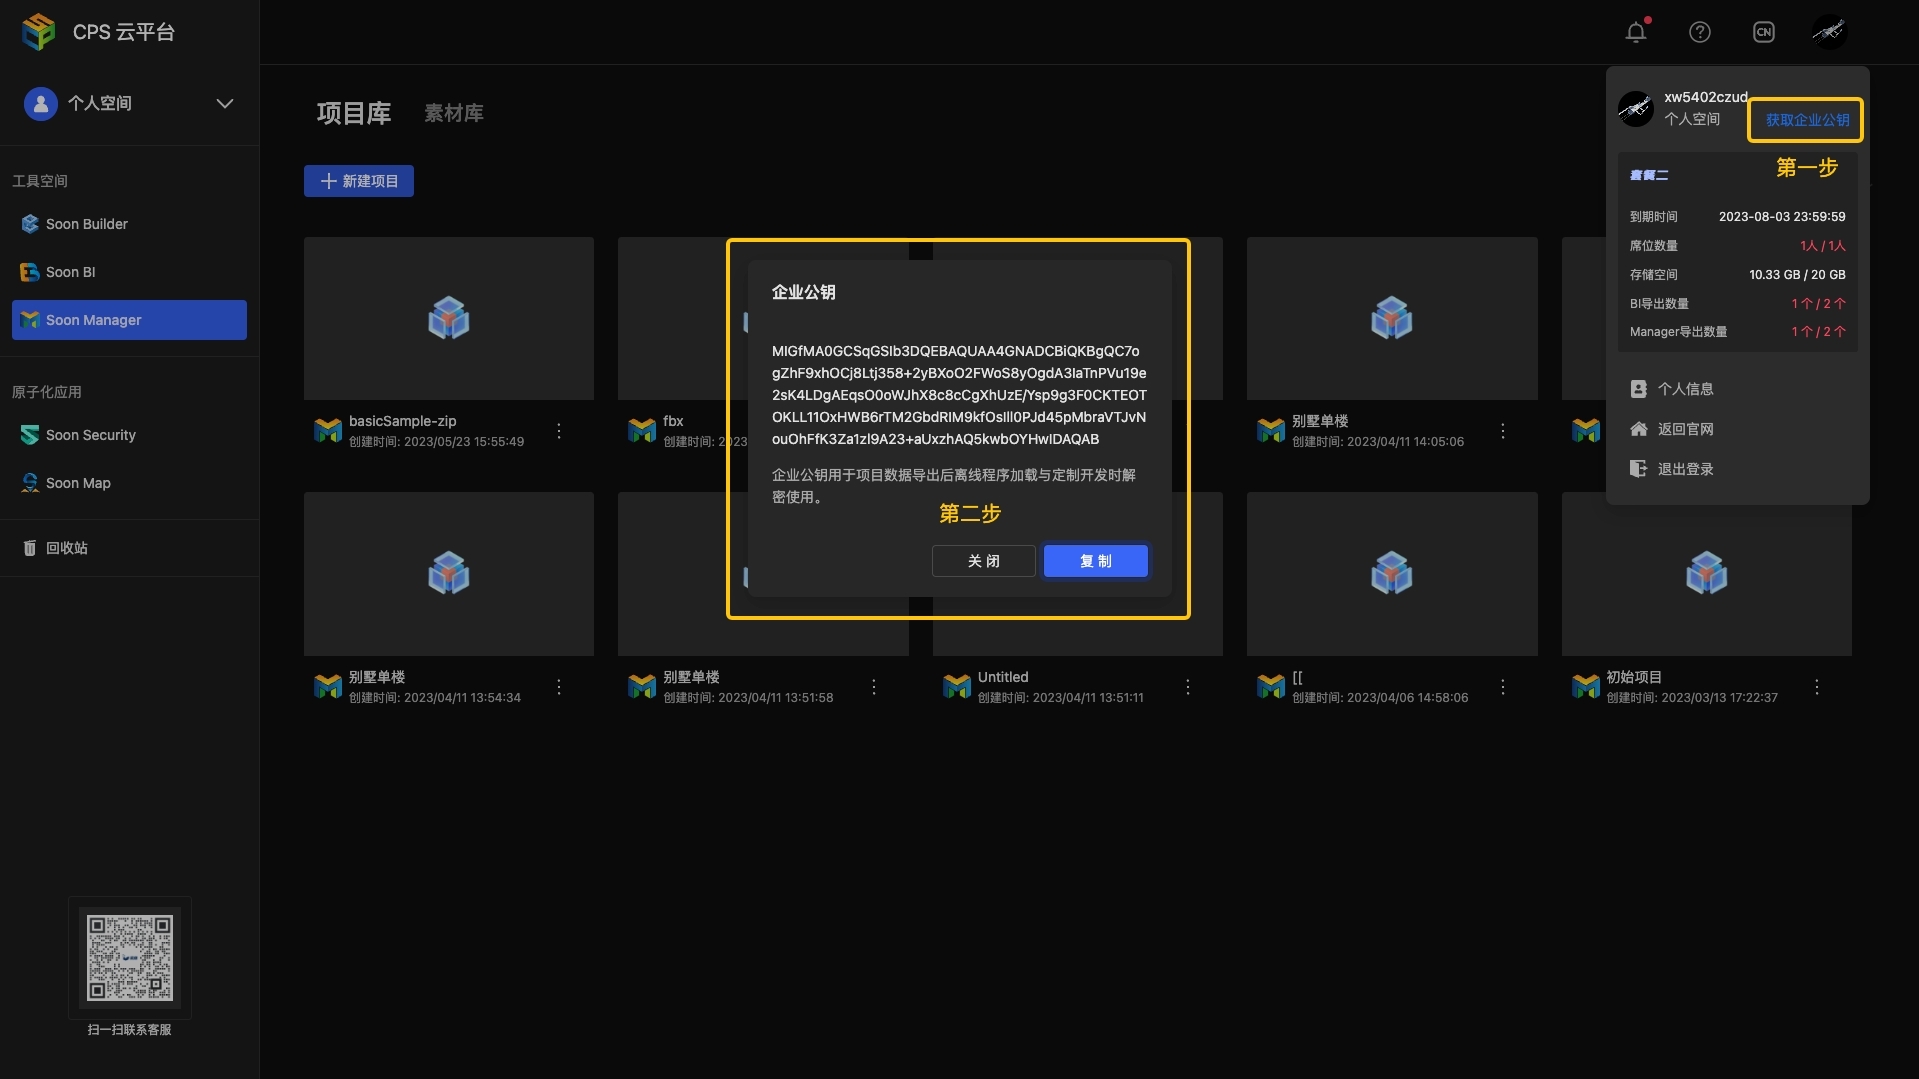 CPS 云平台
CN
个人空间
工具空间
Soon Builder
Soon BI
Soon Manager
原子化应用
Soon Security
Soon Map
回收站
扫一扫联系客服
项目库 素材库
新建项目
basicSample-zip
创建时间: 2023/05/23 15:55:49
fbx
创建时间: 2023
别墅单楼
创建时间: 2023/04/11 14:05:06
别墅单楼
创建时间: 2023/04/11 13:54:34
别墅单楼
创建时间: 2023/04/11 13:51:58
Untitled
创建时间: 2023/04/11 13:51:11
[[
创建时间: 2023/04/06 14:58:06
初始项目
创建时间: 2023/03/13 17:22:37
企业公钥
MIGfMA0GCSqGSIb3DQEBAQUAA4GNADCBiQKBgQC7o
gZhF9xhOCj8Ltj358+2yBXoO2FWoS8yOgdA3laTnPVu19e
2sK4LDgAEqsO0oWJhX8c8cCgXhUzE/Ysp9g3F0CKTEOT
OKLL11OxHWB6rTM2GbdRIM9kfOsIll0PJd45pMbraVTJvN
ouOhFfK3Za1zI9A23+aUxzhAQ5kwbOYHwIDAQAB
企业公钥用于项目数据导出后离线程序加载与定制开发时解
密使用。
第二步
关 闭
复 制
xw5402czud
个人空间
获取企业公钥
第一步
套餐二
到期时间 2023-08-03 23:59:59
席位数量 1人 / 1人
存储空间 10.33 GB / 20 GB
BI导出数量 1 个 / 2 个
Manager导出数量 1 个 / 2 个
个人信息
返回官网
退出登录